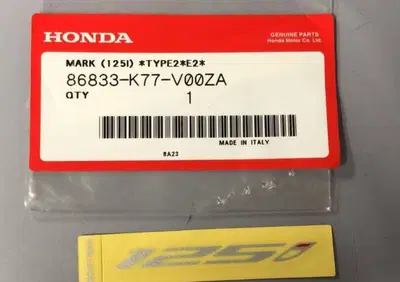 HONDA
GENUINE PARTS
Honda Motor Co., Ltd.
MARK (125I) *TYPE2*E2*
86833-K77-V00ZA
QTY 1
MADE IN ITALY
8A23
125i